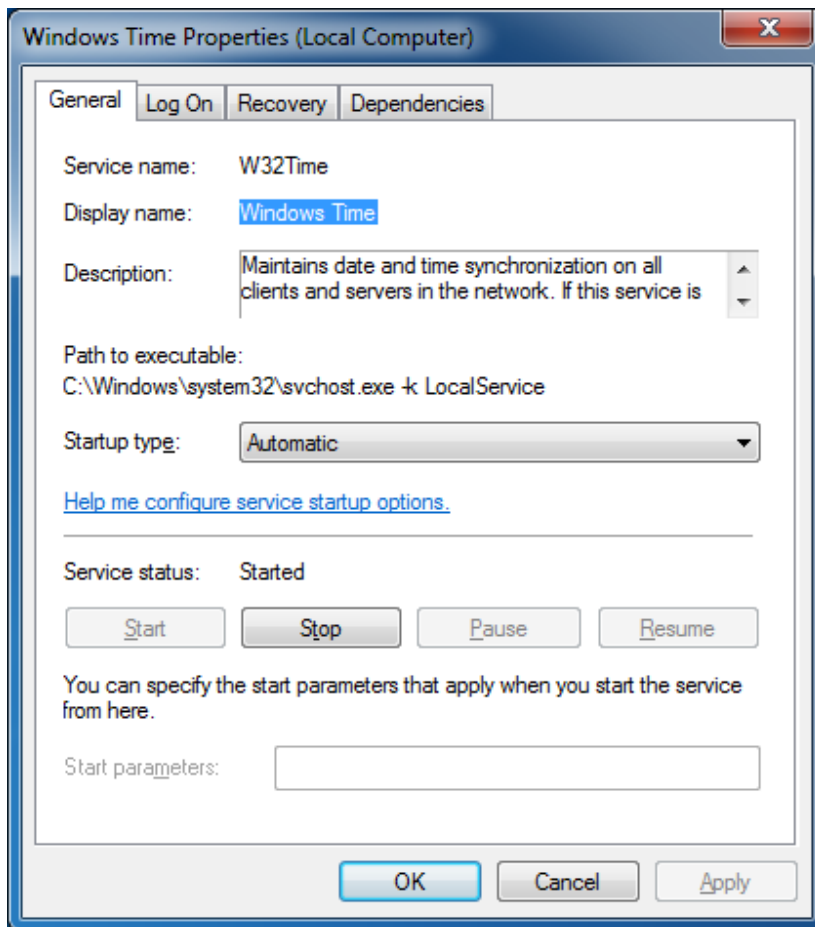 Windows Time Properties (Local Computer)
General Log On Recovery Dependencies
Service name: W32Time
Display name: Windows Time
Description: Maintains date and time synchronization on all
clients and servers in the network. If this service is
Path to executable:
C:\Windows\system32\svchost.exe -k LocalService
Startup type: Automatic
Help me configure service startup options.
Service status: Started
Start Stop Pause Resume
You can specify the start parameters that apply when you start the service
from here.
Start parameters:
OK Cancel Apply